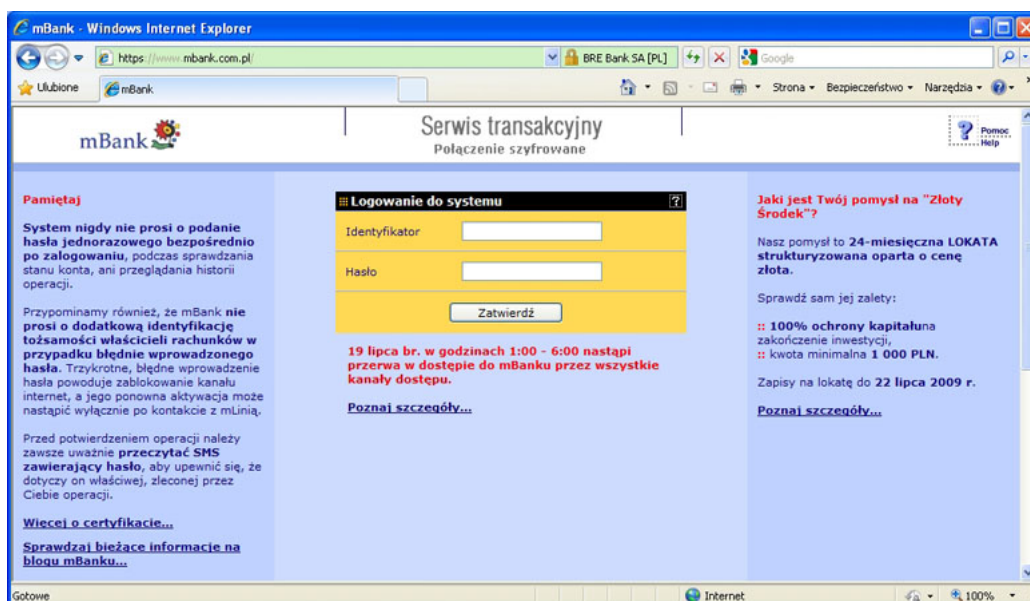 mBank - Windows Internet Explorer
https://www.mbank.com.pl/
BRE Bank SA [PL]
Google
Ulubione
mBank
Strona
Bezpieczeństwo
Narzędzia
mBank
Serwis transakcyjny
Połączenie szyfrowane
Pomoc
Help
Pamiętaj
System nigdy nie prosi o podanie
hasła jednorazowego bezpośrednio
po zalogowaniu, podczas sprawdzania
stanu konta, ani przeglądania historii
operacji.
Przypominamy również, że mBank nie
prosi o dodatkową identyfikację
tożsamości właścicieli rachunków w
przypadku błędnie wprowadzonego
hasła. Trzykrotne, błędne wprowadzenie
hasła powoduje zablokowanie kanału
internet, a jego ponowna aktywacja może
nastąpić wyłącznie po kontakcie z mLinią.
Przed potwierdzeniem operacji należy
zawsze uważnie przeczytać SMS
zawierający hasło, aby upewnić się, że
dotyczy on właściwej, zleconej przez
Ciebie operacji.
Więcej o certyfikacie...
Sprawdzaj bieżące informacje na
blogu mBanku...
Logowanie do systemu
?
Identyfikator
Hasło
Zatwierdź
19 lipca br. w godzinach 1:00 - 6:00 nastąpi
przerwa w dostępie do mBanku przez wszystkie
kanały dostępu.
Poznaj szczegóły...
Jaki jest Twój pomysł na "Złoty
Środek"?
Nasz pomysł to 24-miesięczna LOKATA
strukturyzowana oparta o cenę
złota.
Sprawdź sam jej zalety:
:: 100% ochrony kapitałuna
zakończenie inwestycji,
:: kwota minimalna 1 000 PLN.
Zapisy na lokatę do 22 lipca 2009 r.
Poznaj szczegóły...
Gotowe
Internet
100%